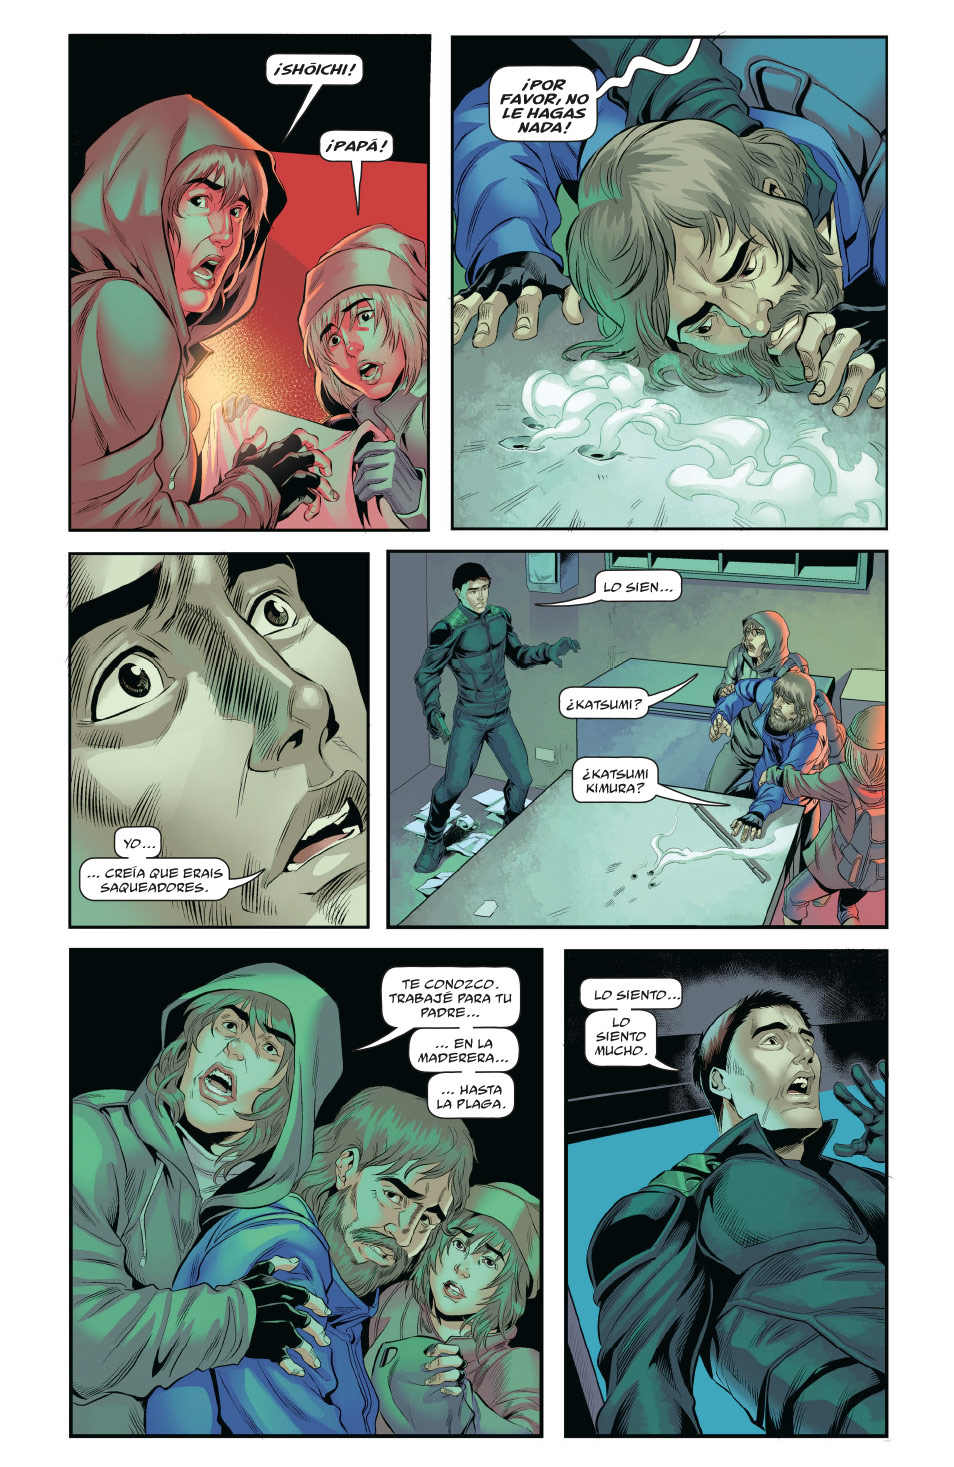 ¡SHŌICHI!
¡PAPÁ!
¡POR
FAVOR, NO
LE HAGAS
NADA!
YO...
... CREÍA QUE ERAIS
SAQUEADORES.
LO SIEN...
¿KATSUMI?
¿KATSUMI
KIMURA?
TE CONOZCO.
TRABAJÉ PARA TU
PADRE...
... EN LA
MADERERA...
... HASTA
LA PLAGA.
LO SIENTO...
LO
SIENTO
MUCHO.